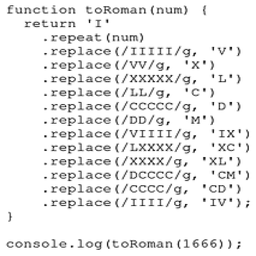 function toRoman(num) {
  return 'I'
    .repeat(num)
    .replace(/IIIII/g, 'V')
    .replace(/VV/g, 'X')
    .replace(/XXXXX/g, 'L')
    .replace(/LL/g, 'C')
    .replace(/CCCCC/g, 'D')
    .replace(/DD/g, 'M')
    .replace(/VIIII/g, 'IX')
    .replace(/LXXXX/g, 'XC')
    .replace(/XXXX/g, 'XL')
    .replace(/DCCCC/g, 'CM')
    .replace(/CCCC/g, 'CD')
    .replace(/IIII/g, 'IV');
}

console.log(toRoman(1666));